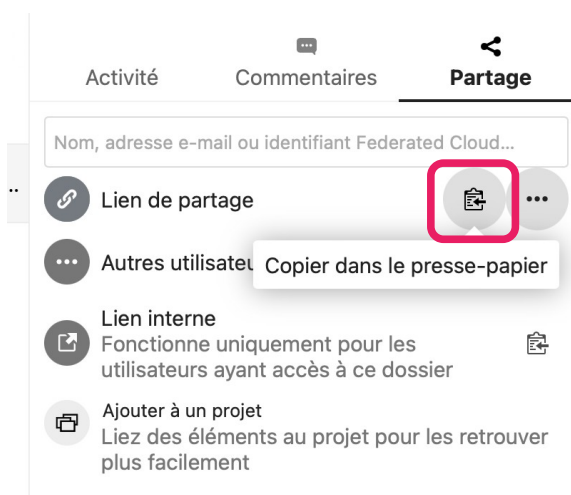 Activité Commentaires Partage
Nom, adresse e-mail ou identifiant Federated Cloud...
..
Lien de partage
Autres utilisateu
Copier dans le presse-papier
Lien interne
Fonctionne uniquement pour les
utilisateurs ayant accès à ce dossier
Ajouter à un projet
Liez des éléments au projet pour les retrouver
plus facilement